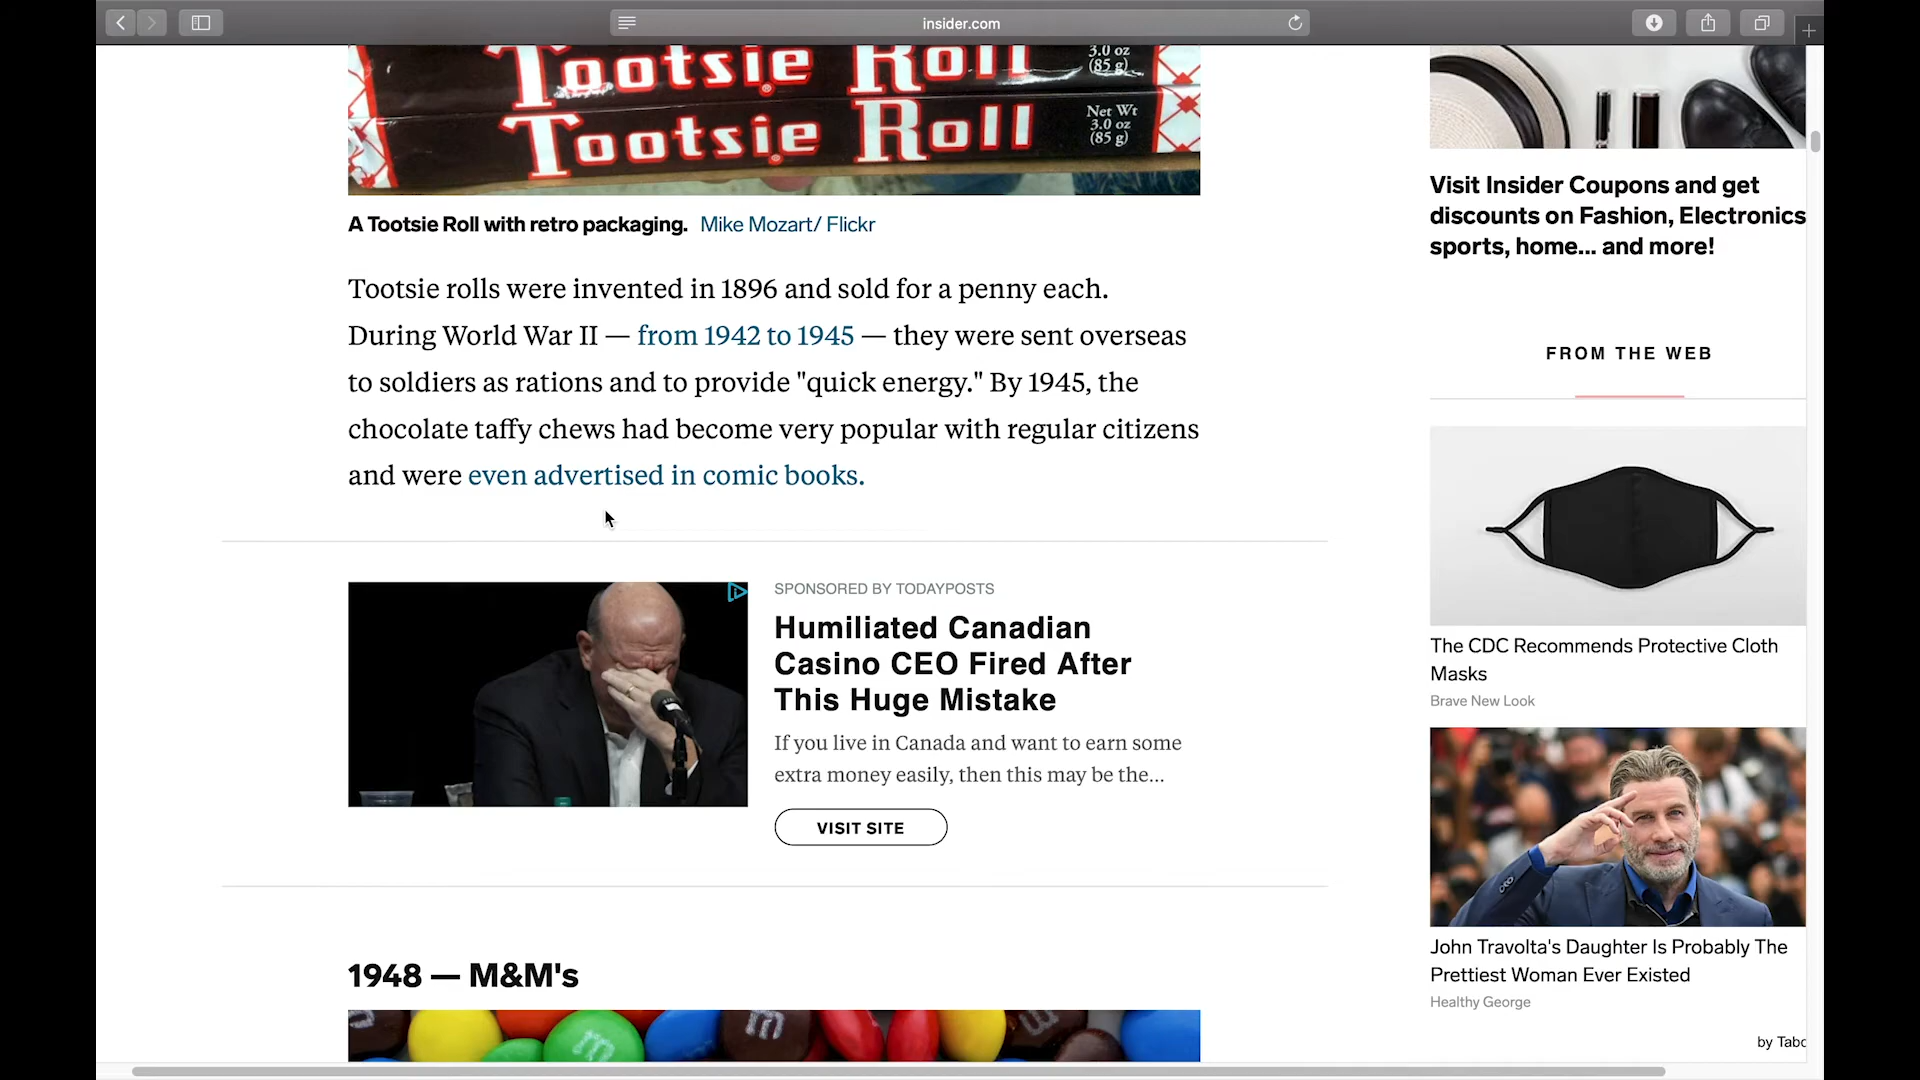 insider.com
Tootsie Roll
3.0 oz
(85 g)
Tootsie Roll
Net Wt
3.0 oz
(85 g)
A Tootsie Roll with retro packaging. Mike Mozart/ Flickr
Tootsie rolls were invented in 1896 and sold for a penny each.
During World War II — from 1942 to 1945 — they were sent overseas
to soldiers as rations and to provide "quick energy." By 1945, the
chocolate taffy chews had become very popular with regular citizens
and were even advertised in comic books.
SPONSORED BY TODAYPOSTS
Humiliated Canadian
Casino CEO Fired After
This Huge Mistake
If you live in Canada and want to earn some
extra money easily, then this may be the...
VISIT SITE
1948 — M&M's
m
m
m
Visit Insider Coupons and get
discounts on Fashion, Electronics
sports, home... and more!
FROM THE WEB
The CDC Recommends Protective Cloth
Masks
Brave New Look
John Travolta's Daughter Is Probably The
Prettiest Woman Ever Existed
Healthy George
by Tabo